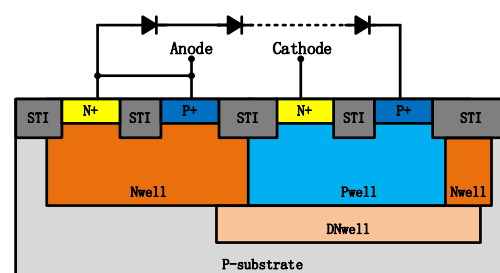 Anode Cathode
STI N+ STI P+ STI N+ STI P+ STI
Nwell Pwell Nwell
DNwell
P-substrate